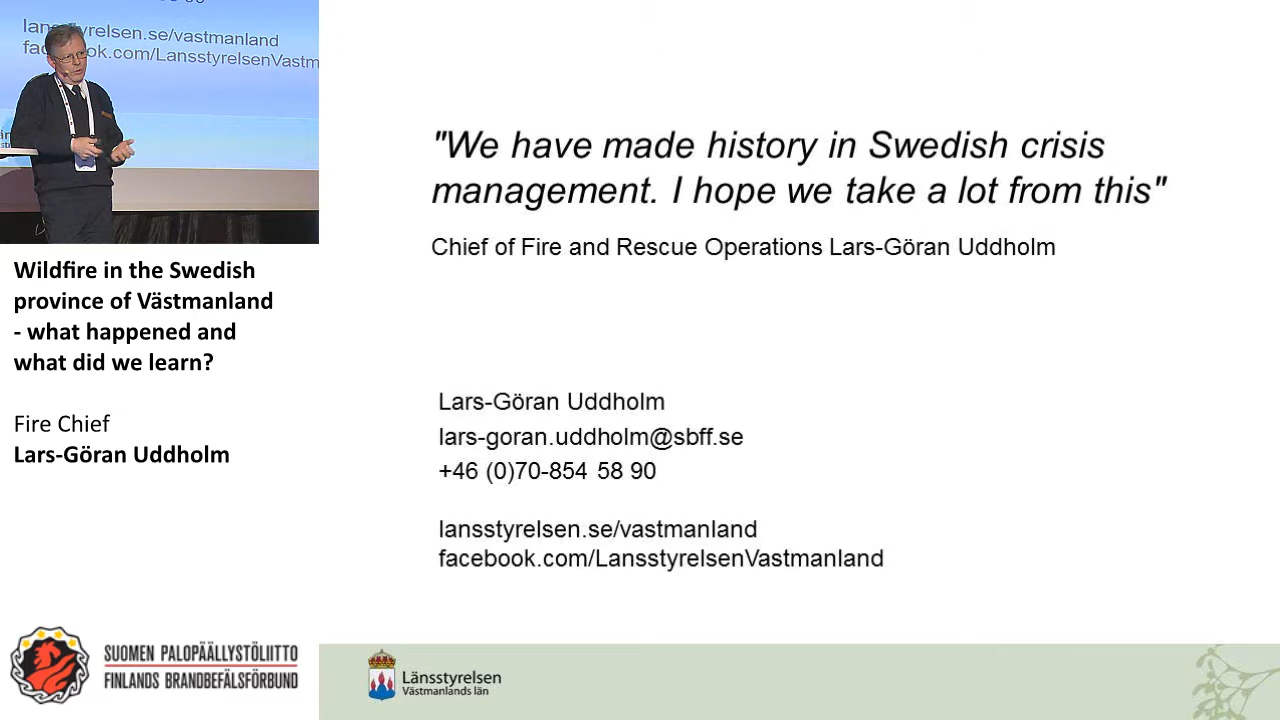 lansstyrelsen.se/vastmanland
facebook.com/LansstyrelsenVastm
Wildfire in the Swedish
province of Västmanland
- what happened and
what did we learn?
Fire Chief
Lars-Göran Uddholm
SUOMEN PALOPÄÄLLYSTÖLIITTO
FINLANDS BRANDBEFÄLSFÖRBUND
"We have made history in Swedish crisis
management. I hope we take a lot from this"
Chief of Fire and Rescue Operations Lars-Göran Uddholm
Lars-Göran Uddholm
lars-goran.uddholm@sbff.se
+46 (0)70-854 58 90
lansstyrelsen.se/vastmanland
facebook.com/LansstyrelsenVastmanland
Länsstyrelsen
Västmanlands län